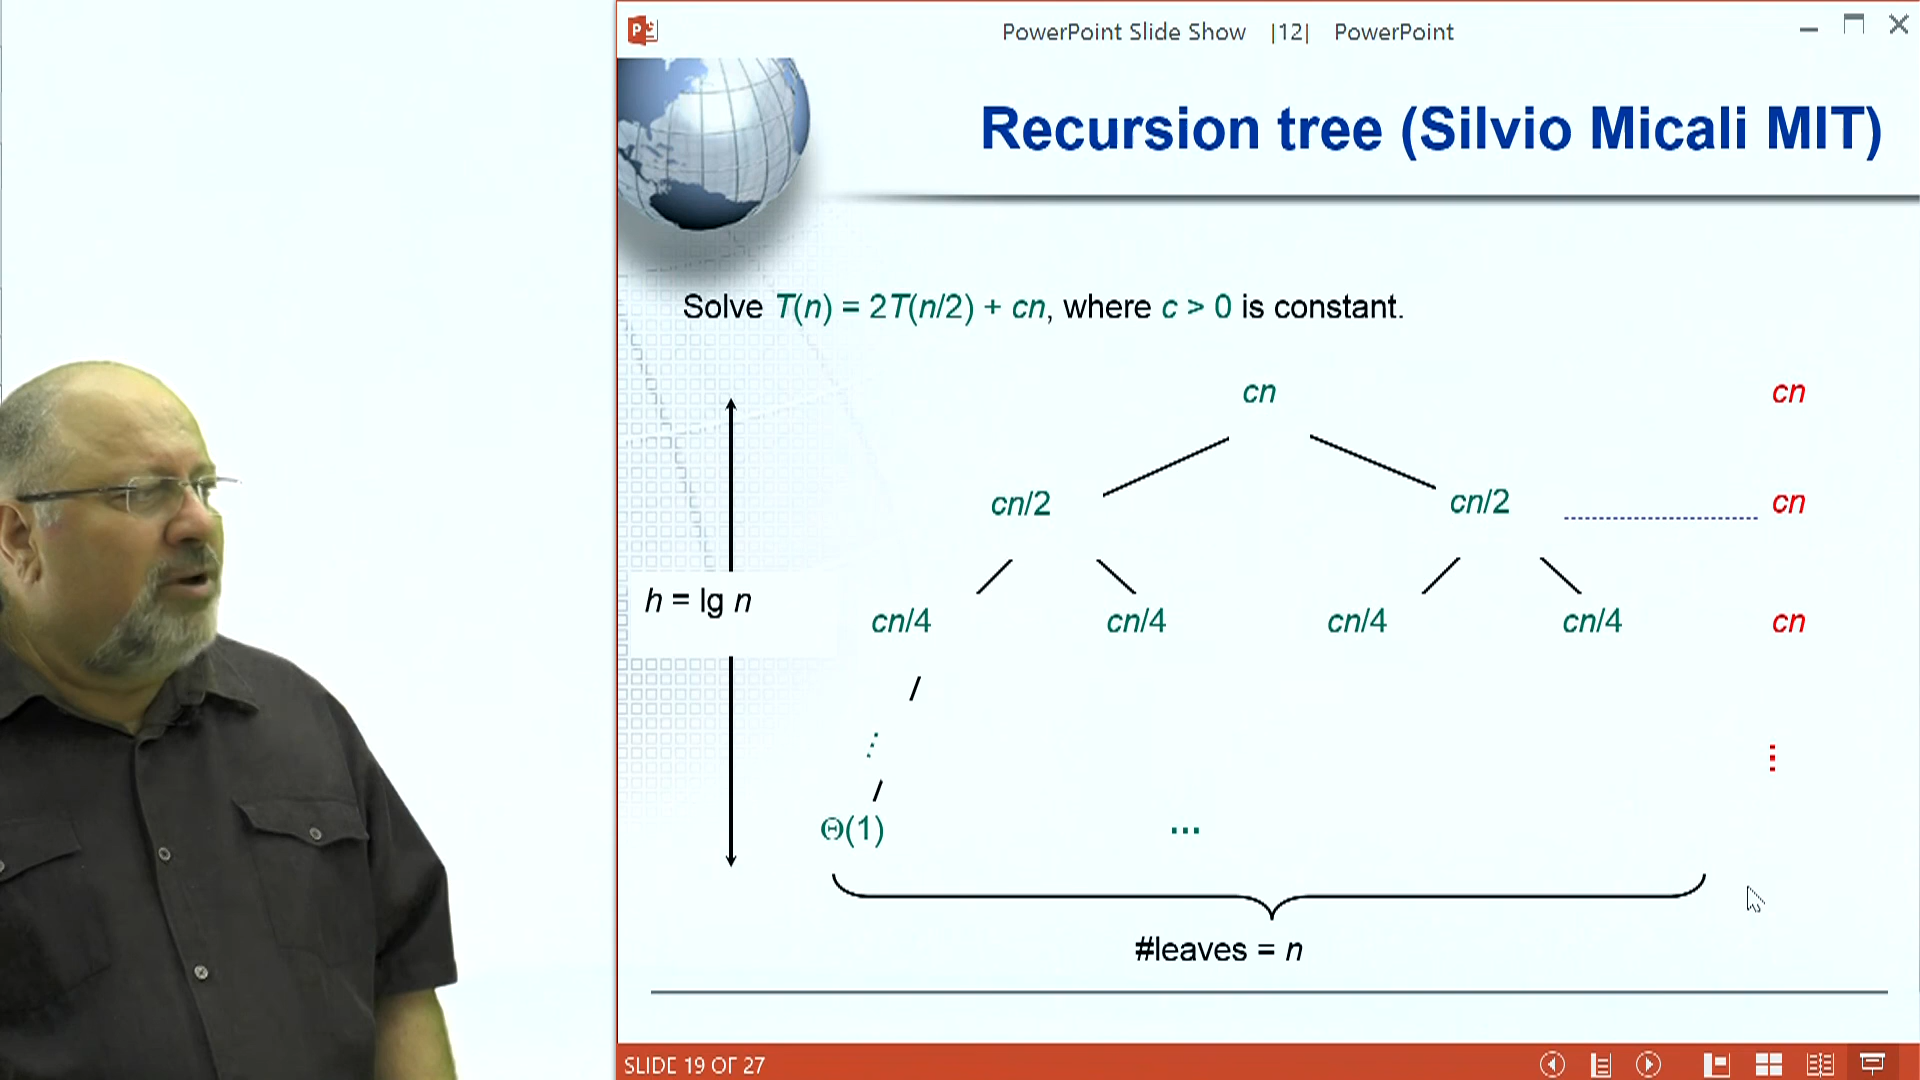 PowerPoint Slide Show |12| PowerPoint
Recursion tree (Silvio Micali MIT)
Solve T(n) = 2T(n/2) + cn, where c > 0 is constant.
cn cn
cn/2 cn/2 cn
h = lg n
cn/4 cn/4 cn/4 cn/4 cn
⋮ ⋮
Θ(1) ...
#leaves = n
SLIDE 19 OF 27